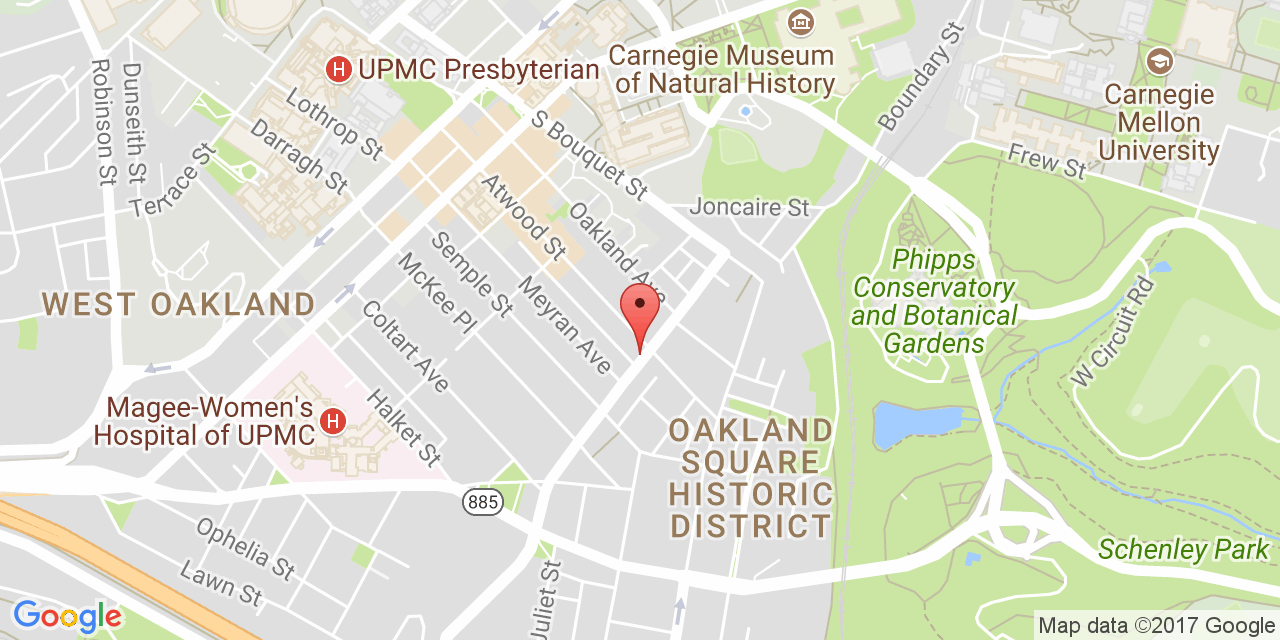 Carnegie Museum
of Natural History
Boundary St
UPMC Presbyterian
Carnegie
Mellon
University
Robinson St
Dunseith St
Lothrop St
Darragh St
Terrace St
S Bouquet St
Frew St
Joncaire St
Atwood St
Oakland Ave
Semple St
McKee Pl
Meyran Ave
Phipps
Conservatory
and Botanical
Gardens
WEST OAKLAND
Coltart Ave
W Circuit Rd
Halket St
Magee-Women's
Hospital of UPMC
OAKLAND
SQUARE
HISTORIC
DISTRICT
885
Ophelia St
Lawn St
Juliet St
Schenley Park
Google
Map data ©2017 Google
H
H